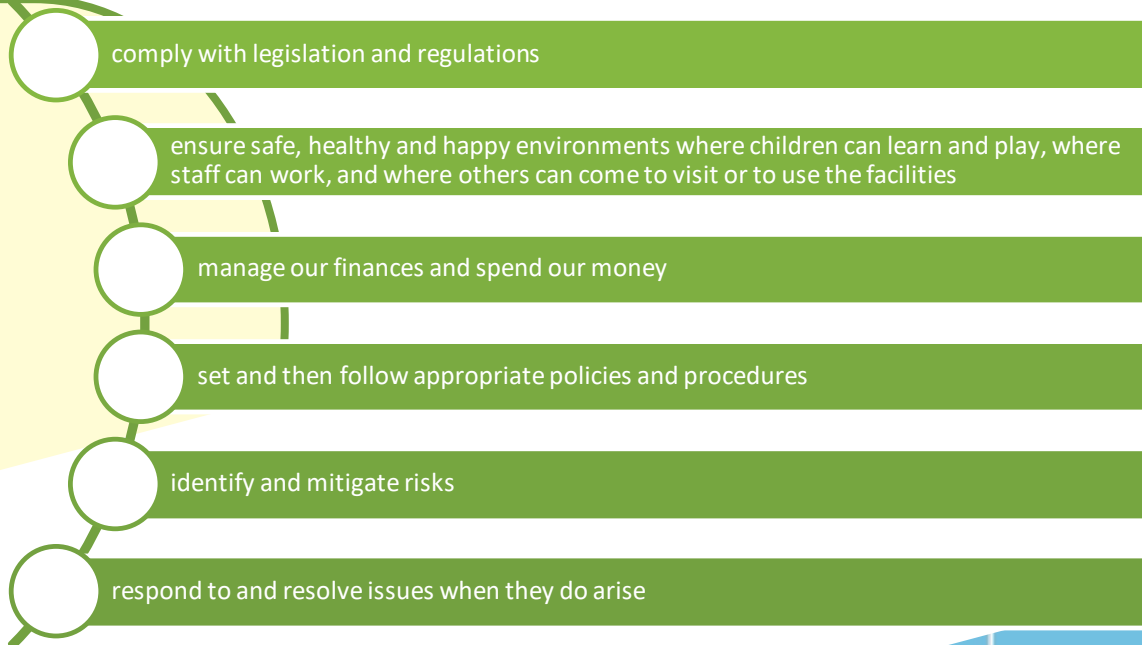 comply with legislation and regulations
ensure safe, healthy and happy environments where children can learn and play, where
staff can work, and where others can come to visit or to use the facilities
manage our finances and spend our money
set and then follow appropriate policies and procedures
identify and mitigate risks
respond to and resolve issues when they do arise